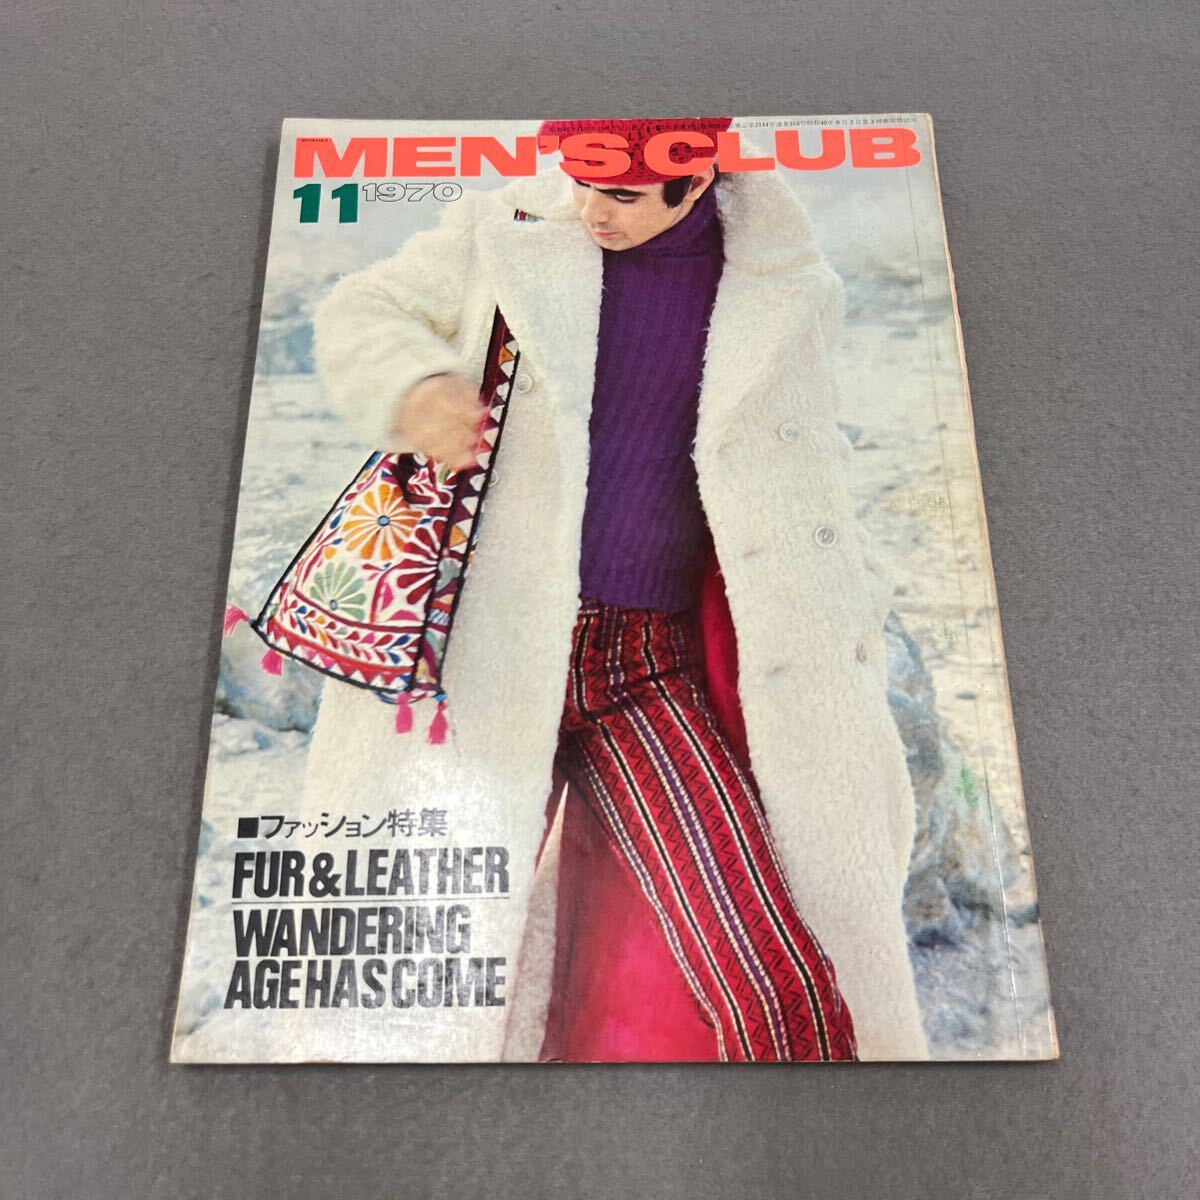 MONTHLY
MEN'S CLUB
11 1970
■ファッション特集
FUR&LEATHER
WANDERING
AGE HAS COME